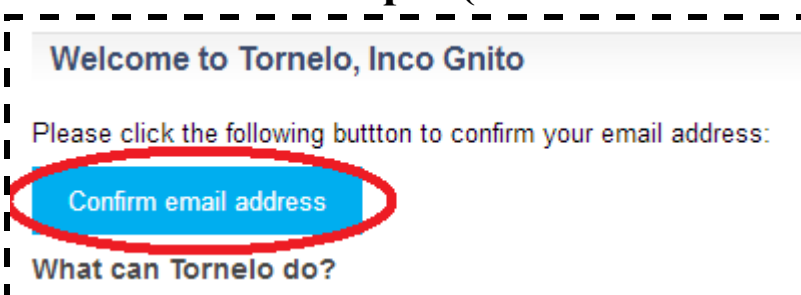 Welcome to Tornelo, Inco Gnito
Please click the following buttton to confirm your email address:
Confirm email address
What can Tornelo do?